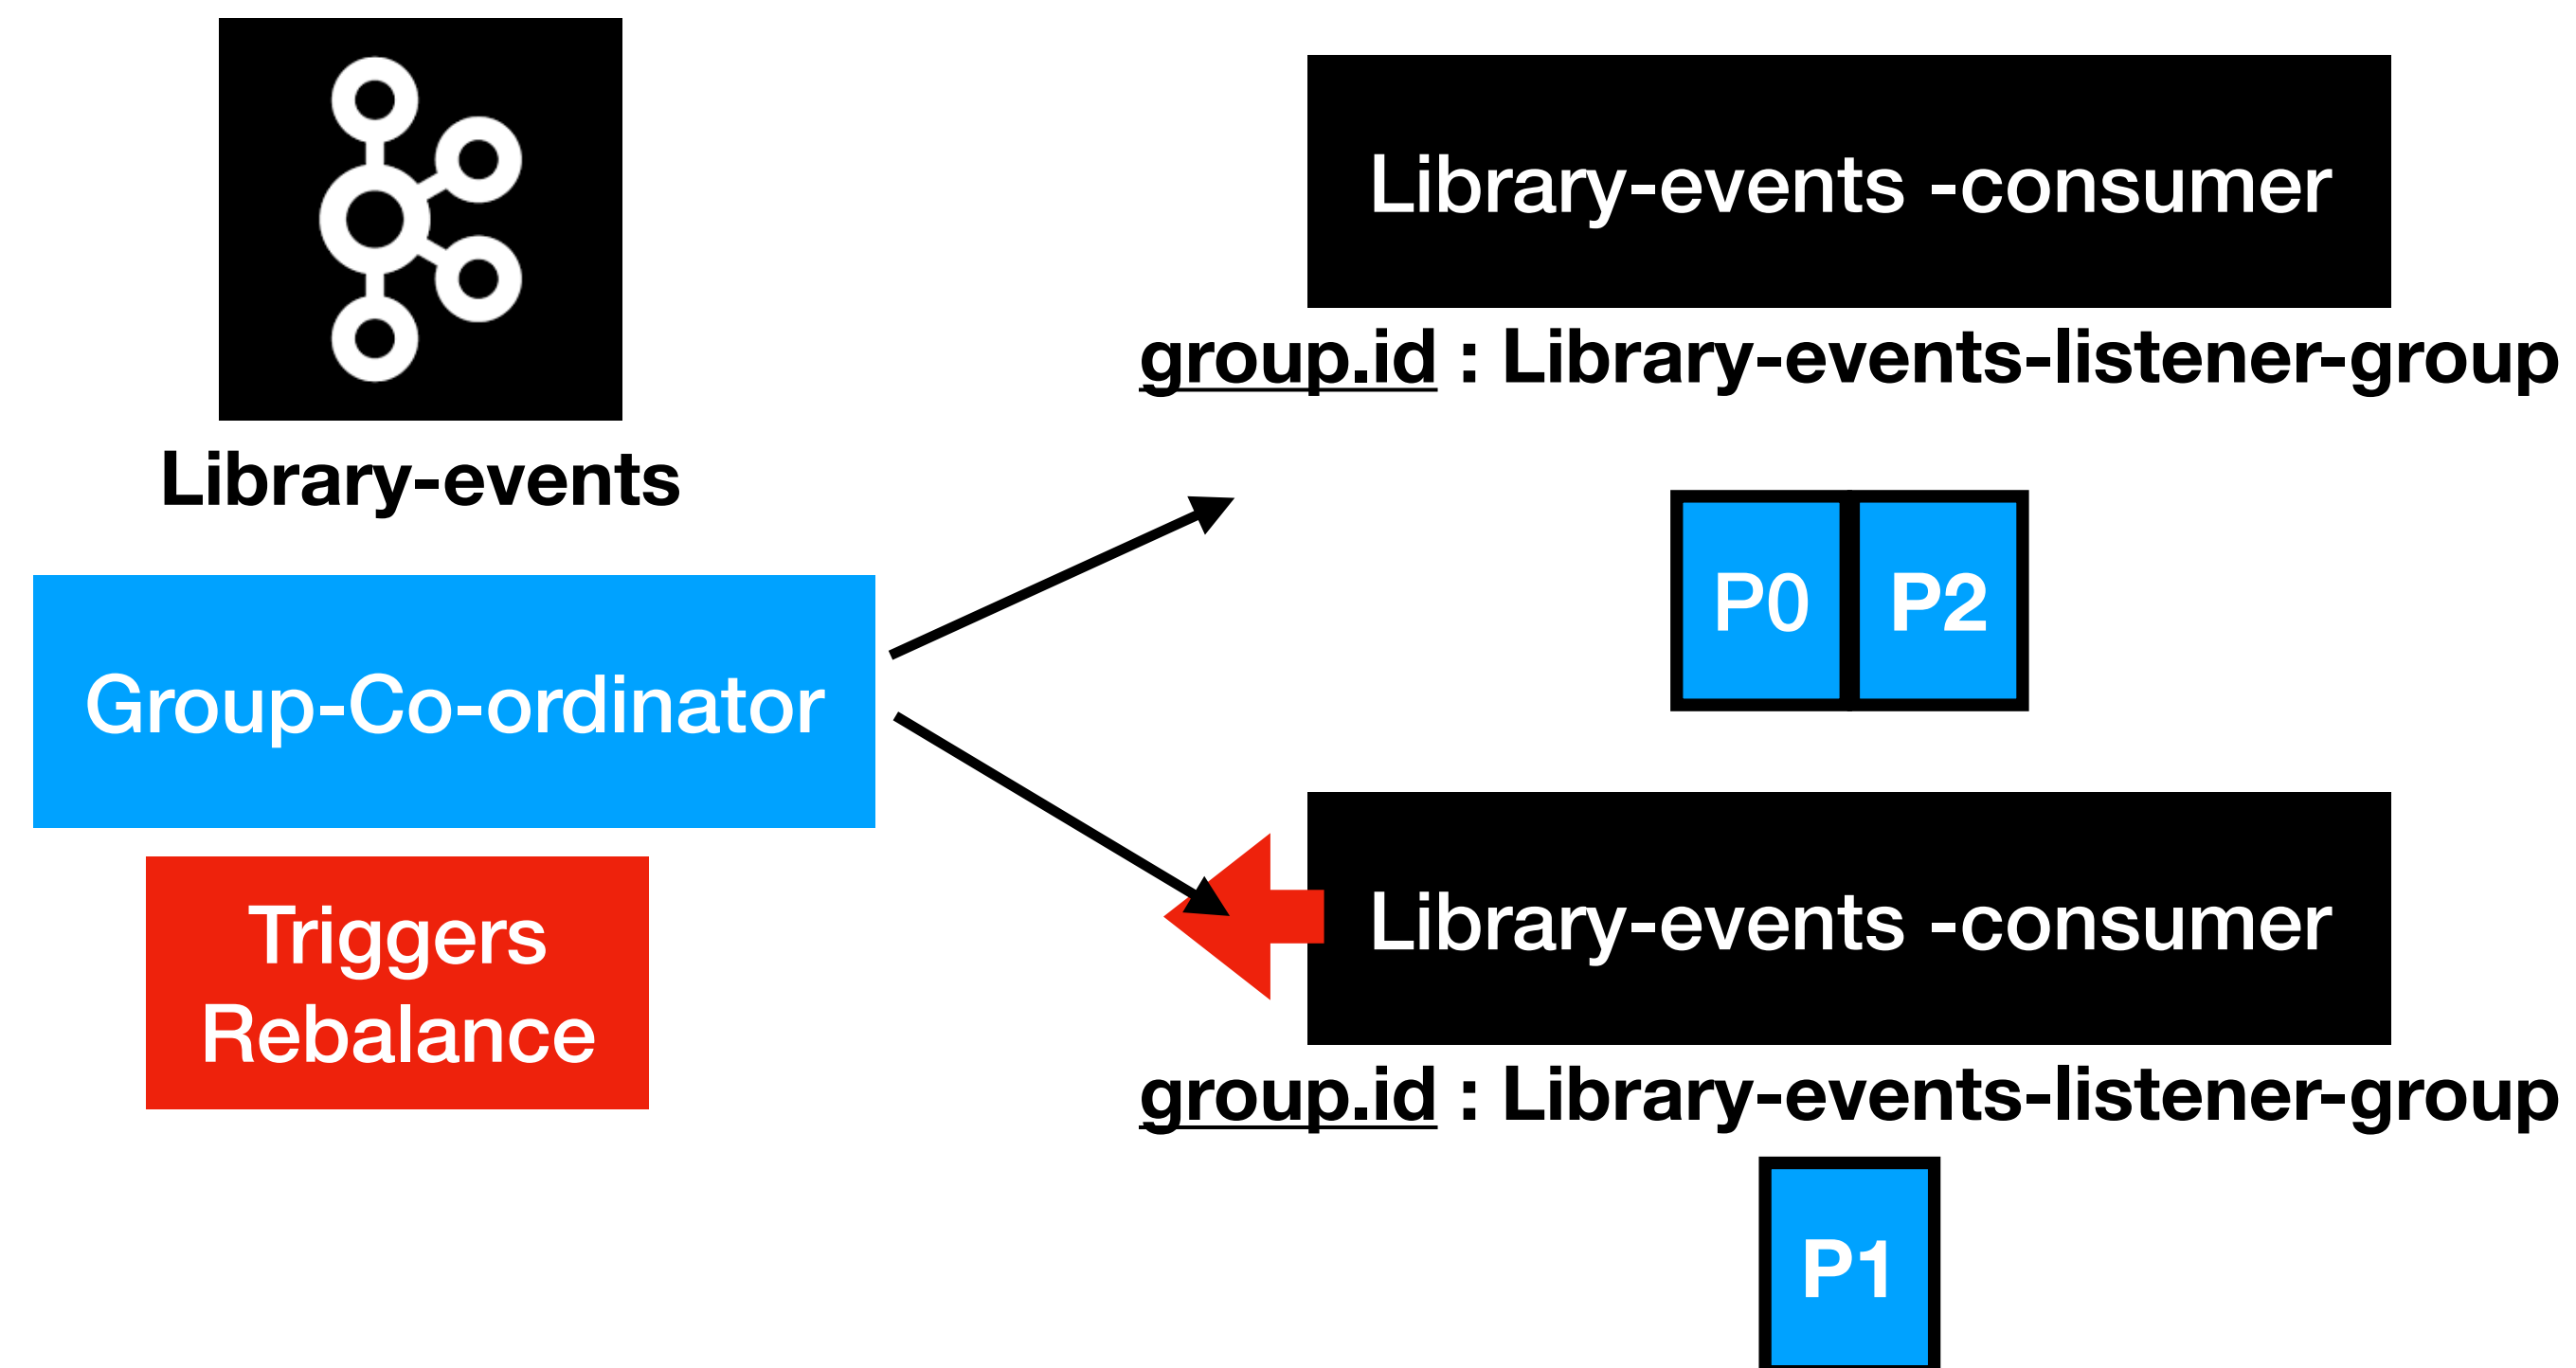 Library-events
Group-Co-ordinator
Triggers
Rebalance
Library-events -consumer
group.id : Library-events-listener-group
P0 P2
Library-events -consumer
group.id : Library-events-listener-group
P1